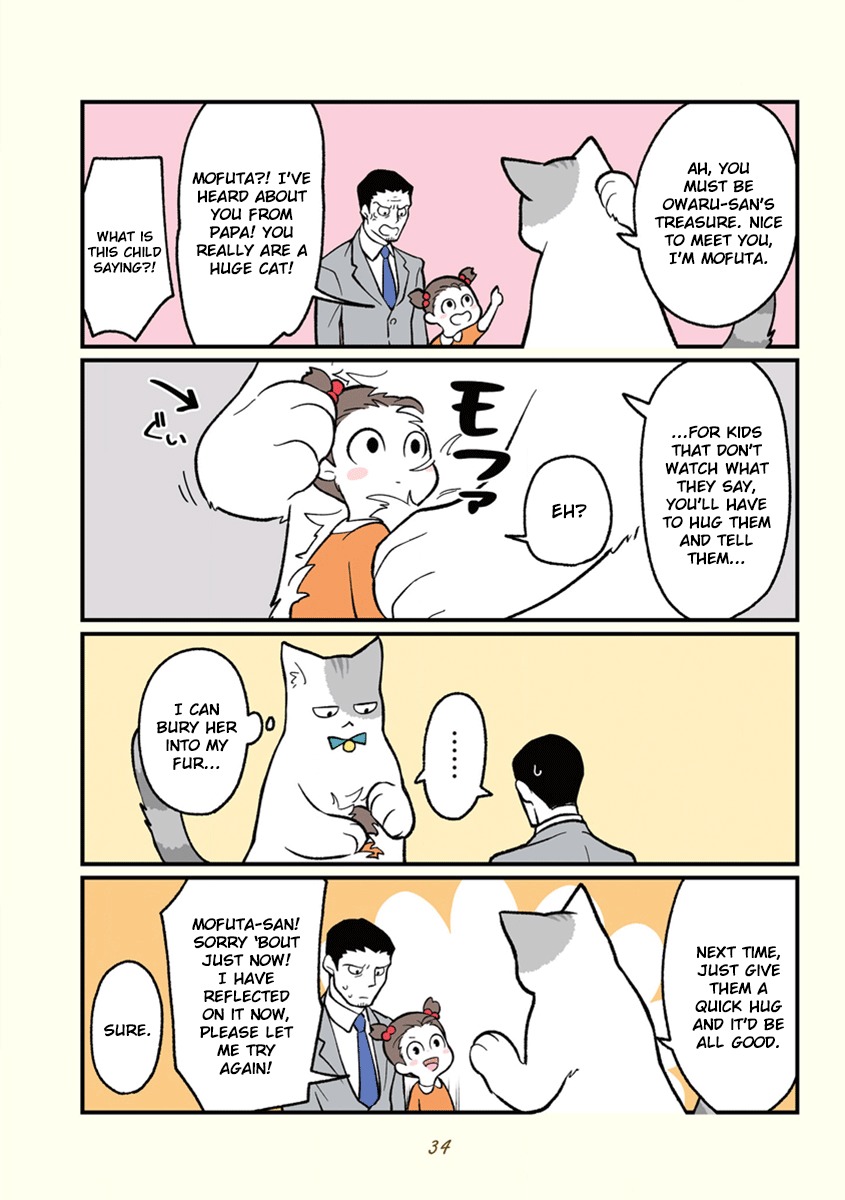 AH, YOU
MUST BE
OWARU-SAN'S
TREASURE. NICE
TO MEET YOU,
I'M MOFUTA.
MOFUTA?! I'VE
HEARD ABOUT
YOU FROM
PAPA! YOU
REALLY ARE A
HUGE CAT!
WHAT IS
THIS CHILD
SAYING?!
...FOR KIDS
THAT DON'T
WATCH WHAT
THEY SAY,
YOU'LL HAVE
TO HUG THEM
AND TELL
THEM...
EH?
モファ
ぐい
.......
I CAN
BURY HER
INTO MY
FUR...
NEXT TIME,
JUST GIVE
THEM A
QUICK HUG
AND IT'D BE
ALL GOOD.
MOFUTA-SAN!
SORRY 'BOUT
JUST NOW!
I HAVE
REFLECTED
ON IT NOW,
PLEASE LET
ME TRY
AGAIN!
SURE.
34